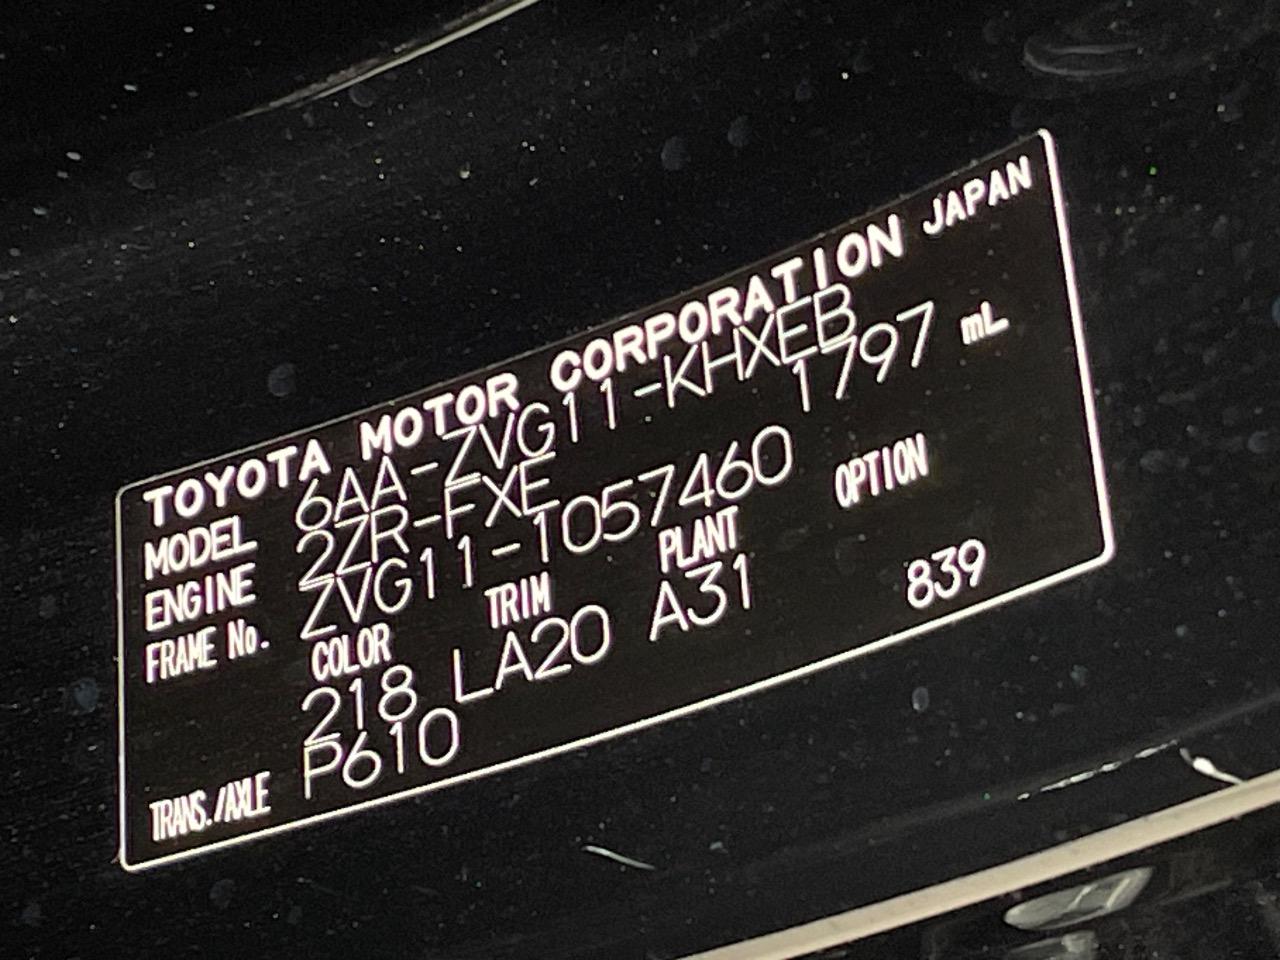 TOYOTA MOTOR CORPORATION JAPAN
MODEL 6AA-ZVG11-KHXEB
ENGINE 2ZR-FXE 1797 mL
FRAME No. ZVG11-1057460
COLOR TRIM PLANT OPTION
218 LA20 A31 839
TRANS./AXLE P610